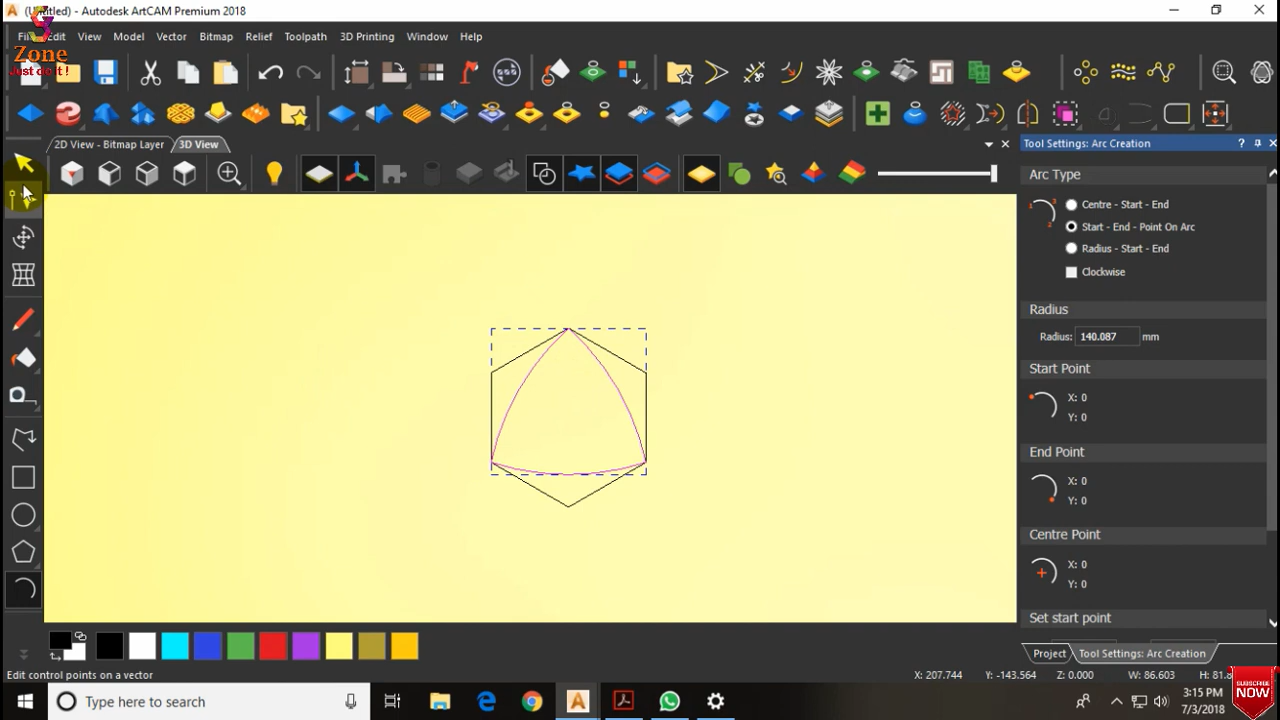 (Untitled) - Autodesk ArtCAM Premium 2018
Zone
Just do it !
Edit View Model Vector Bitmap Relief Toolpath 3D Printing Window Help
2D View - Bitmap Layer 3D View
Tool Settings: Arc Creation
Arc Type
Centre - Start - End
Start - End - Point On Arc
Radius - Start - End
Clockwise
Radius
Radius: 140.087 mm
Start Point
X: 0
Y: 0
End Point
X: 0
Y: 0
Centre Point
X: 0
Y: 0
Set start point
Project Tool Settings: Arc Creation
Edit control points on a vector
X: 207.744 Y: -143.564 Z: 0.000 W: 86.603 H: 81.8
Type here to search
3:15 PM
7/3/2018
SUBSCRIBE
NOW